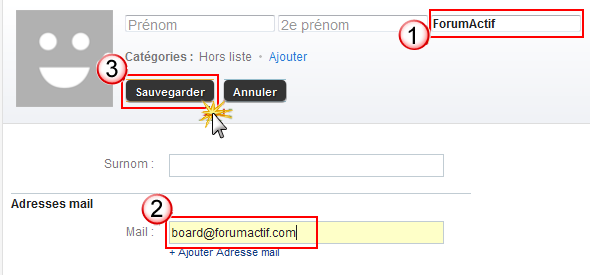 Prénom 2e prénom ForumActif
1
Catégories : Hors liste • Ajouter
3
Sauvegarder Annuler
Surnom :
Adresses mail
2
Mail : board@forumactif.com
+ Ajouter Adresse mail